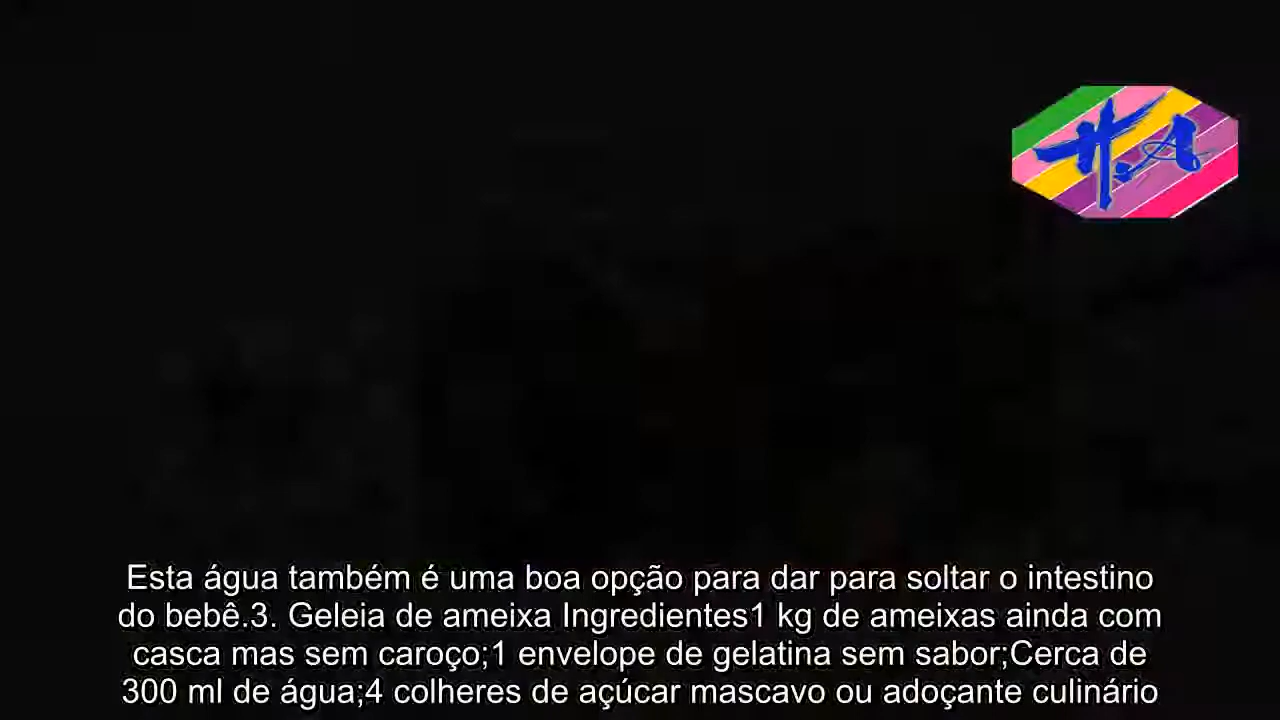 H.A
Esta água também é uma boa opção para dar para soltar o intestino
do bebê.3. Geleia de ameixa Ingredientes1 kg de ameixas ainda com
casca mas sem caroço;1 envelope de gelatina sem sabor;Cerca de
300 ml de água;4 colheres de açúcar mascavo ou adoçante culinário